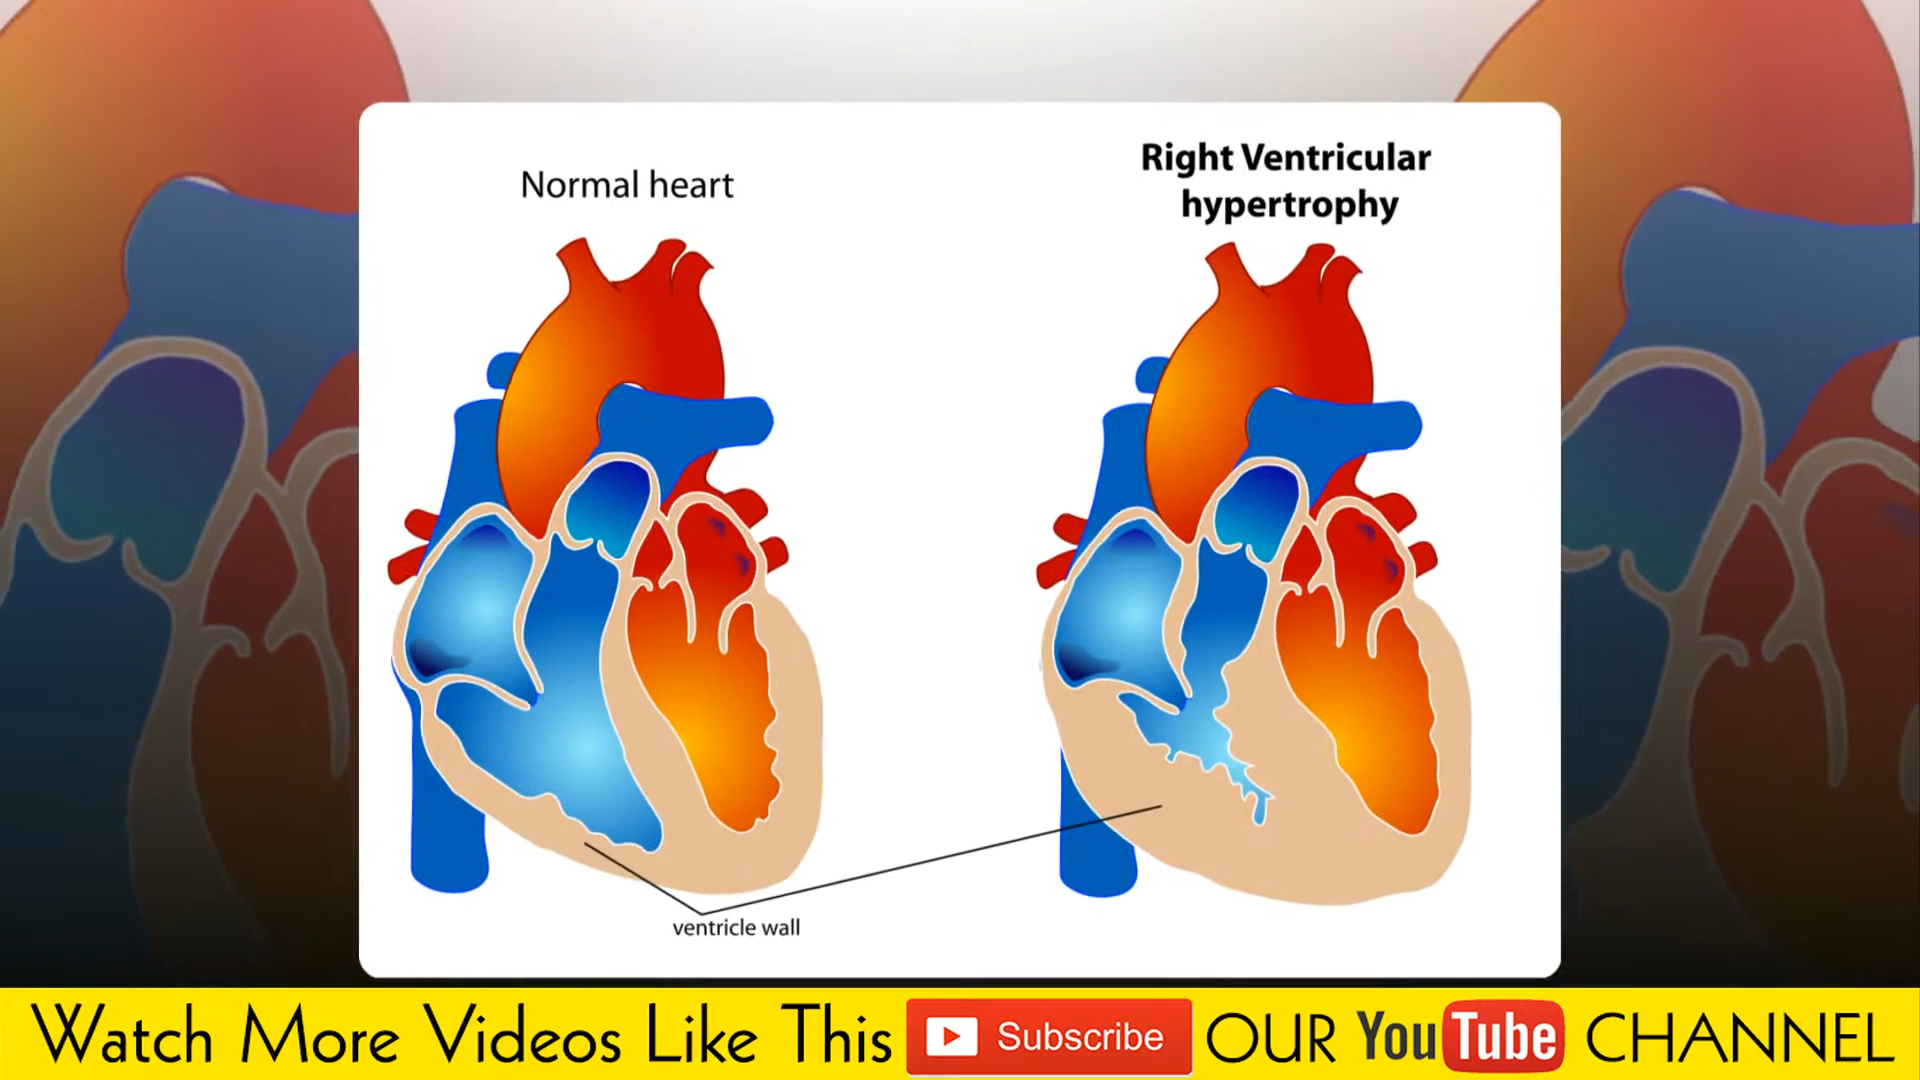 Normal heart
Right Ventricular
hypertrophy
ventricle wall
Watch More Videos Like This Subscribe OUR YouTube CHANNEL